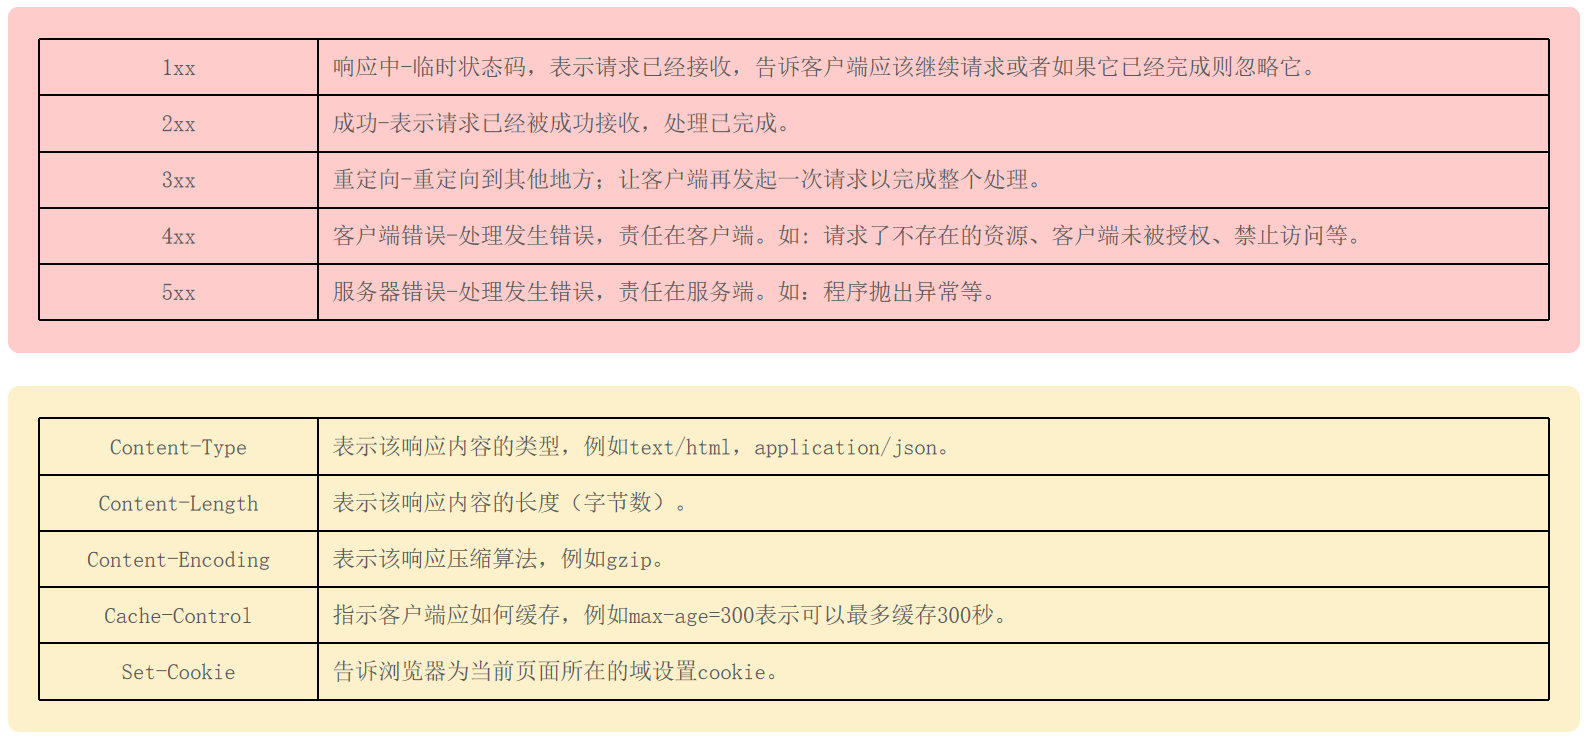 1xx 响应中-临时状态码，表示请求已经接收，告诉客户端应该继续请求或者如果它已经完成则忽略它。
2xx 成功-表示请求已经被成功接收，处理已完成。
3xx 重定向-重定向到其他地方；让客户端再发起一次请求以完成整个处理。
4xx 客户端错误-处理发生错误，责任在客户端。如：请求了不存在的资源、客户端未被授权、禁止访问等。
5xx 服务器错误-处理发生错误，责任在服务端。如：程序抛出异常等。
Content-Type 表示该响应内容的类型，例如text/html，application/json。
Content-Length 表示该响应内容的长度（字节数）。
Content-Encoding 表示该响应压缩算法，例如gzip。
Cache-Control 指示客户端应如何缓存，例如max-age=300表示可以最多缓存300秒。
Set-Cookie 告诉浏览器为当前页面所在的域设置cookie。